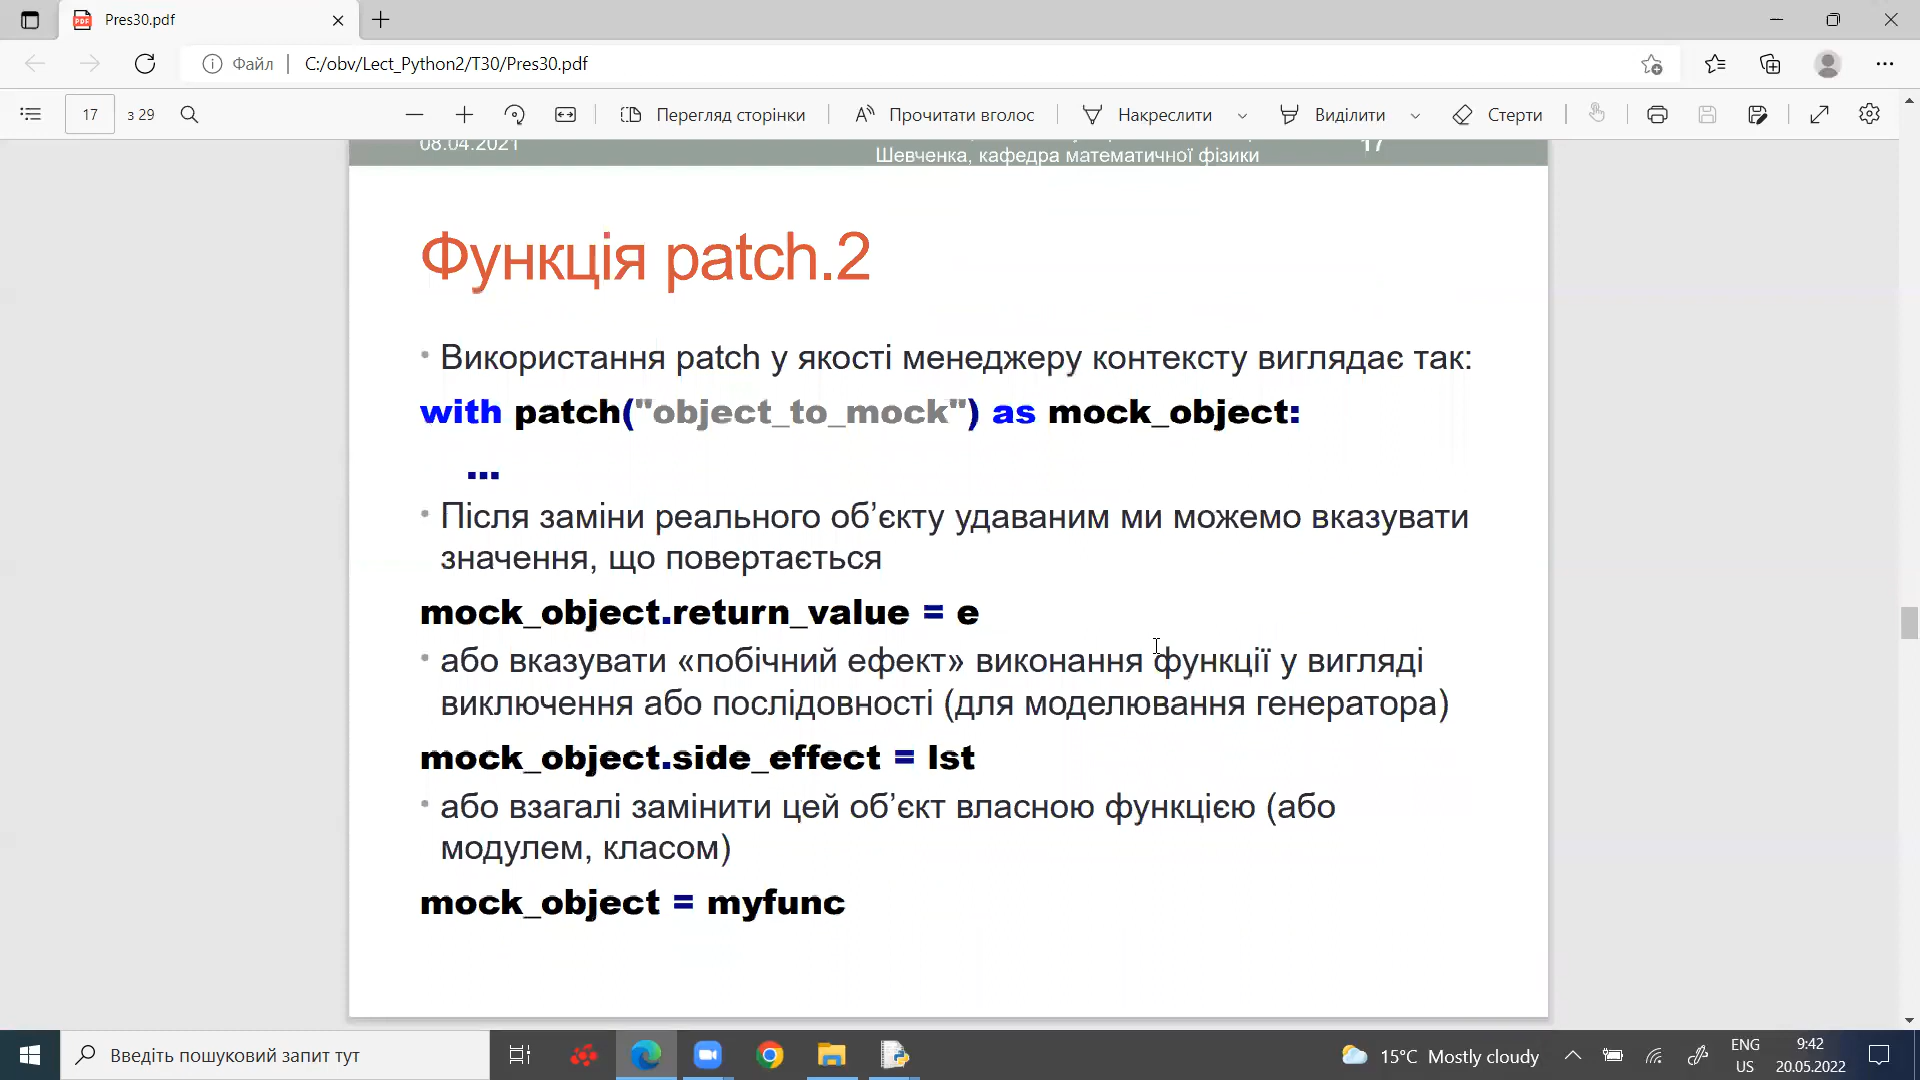 Pres30.pdf
Файл
C:/obv/Lect_Python2/T30/Pres30.pdf
17 з 29
Перегляд сторінки
Прочитати вголос
Накреслити
Виділити
Стерти
08.04.2021
Шевченка, кафедра математичної фізики
17
Функція patch.2
• Використання patch у якості менеджеру контексту виглядає так:
with patch("object_to_mock") as mock_object:
...
• Після заміни реального об’єкту удаваним ми можемо вказувати
значення, що повертається
mock_object.return_value = e
• або вказувати «побічний ефект» виконання функції у вигляді
виключення або послідовності (для моделювання генератора)
mock_object.side_effect = lst
• або взагалі замінити цей об’єкт власною функцією (або
модулем, класом)
mock_object = myfunc
Введіть пошуковий запит тут
15°C Mostly cloudy
ENG
US
9:42
20.05.2022